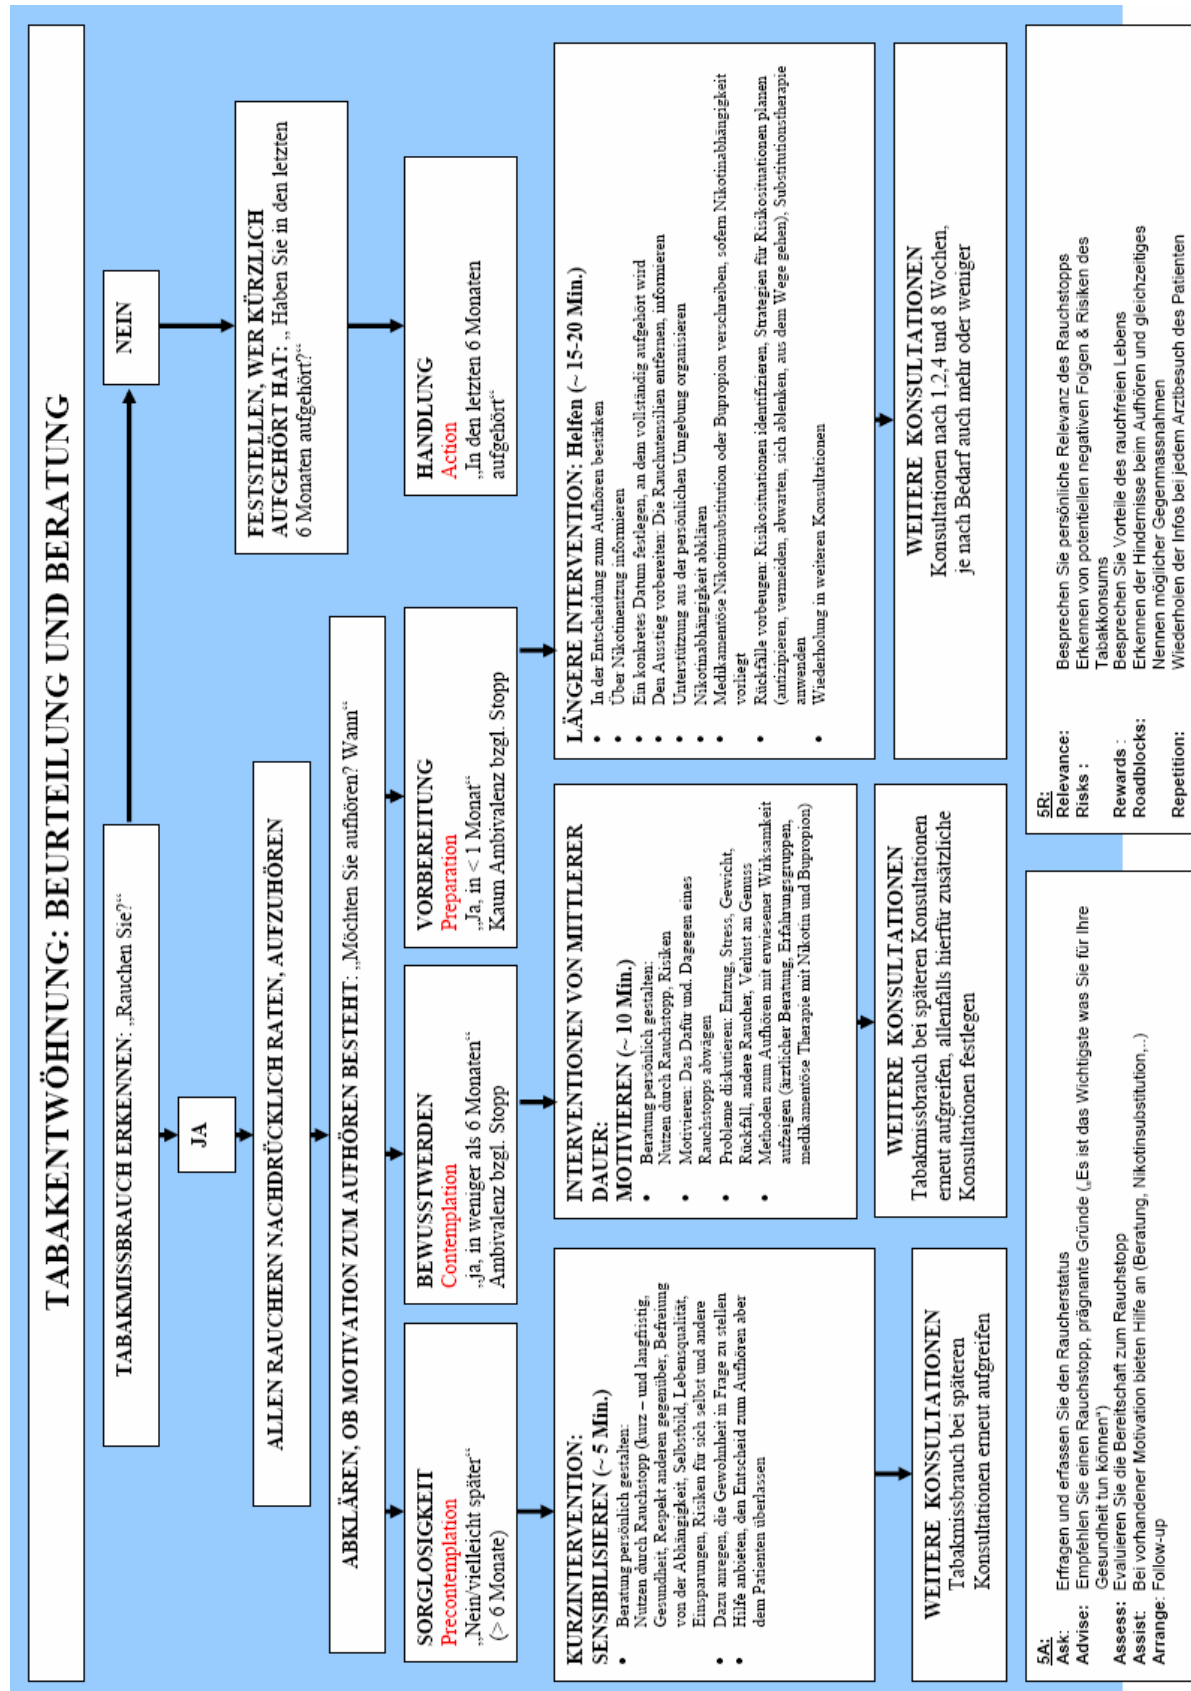 TABAKENTWÖHNUNG: BEURTEILUNG UND BERATUNG
TABAKMISSBRAUCH ERKENNEN: „Rauchen Sie?“
NEIN
JA
ALLEN RAUCHERN NACHDRÜCKLICH RATEN, AUFZUHÖREN
FESTSTELLEN, WER KÜRZLICH
AUFGEHÖRT HAT: „ Haben Sie in den letzten
6 Monaten aufgehört?“
ABKLÄREN, OB MOTIVATION ZUM AUFHÖREN BESTEHT: „Möchten Sie aufhören? Wann“
SORGLOSIGKEIT
Precontemplation
„Nein/vielleicht später“
(> 6 Monate)
BEWUSSTWERDEN
Contemplation
„ja, in weniger als 6 Monaten“
Ambivalenz bzgl. Stopp
VORBEREITUNG
Preparation
„Ja, in < 1 Monat“
Kaum Ambivalenz bzgl. Stopp
HANDLUNG
Action
„In den letzten 6 Monaten
aufgehört“
KURZINTERVENTION:
SENSIBILISIEREN (~ 5 Min.)
• Beratung persönlich gestalten:
Nutzen durch Rauchstopp (kurz – und langfristig,
Gesundheit, Respekt anderen gegenüber, Befreiung
von der Abhängigkeit, Selbstbild, Lebensqualität,
Einsparungen, Risiken für sich selbst und andere
• Dazu anregen, die Gewohnheit in Frage zu stellen
• Hilfe anbieten, den Entscheid zum Aufhören aber
dem Patienten überlassen
INTERVENTIONEN VON MITTLERER
DAUER:
MOTIVIEREN (~ 10 Min.)
• Beratung persönlich gestalten:
Nutzen durch Rauchstopp, Risiken
• Motivieren: Das Dafür und. Dagegen eines
Rauchstopps abwägen
• Probleme diskutieren: Entzug, Stress, Gewicht,
Rückfall, andere Raucher, Verlust an Genuss
• Methoden zum Aufhören mit erwiesener Wirksamkeit
aufzeigen (ärztlicher Beratung, Erfahrungsgruppen,
medikamentöse Therapie mit Nikotin und Bupropion)
LÄNGERE INTERVENTION: Helfen (~ 15-20 Min.)
• In der Entscheidung zum Aufhören bestärken
• Über Nikotinentzug informieren
• Ein konkretes Datum festlegen, an dem vollständig aufgehört wird
• Den Ausstieg vorbereiten: Die Rauchutensilien entfernen, informieren
• Unterstützung aus der persönlichen Umgebung organisieren
• Nikotinabhängigkeit abklären
• Medikamentöse Nikotinsubstitution oder Bupropion verschreiben, sofern Nikotinabhängigkeit
vorliegt
• Rückfälle vorbeugen: Risikosituationen identifizieren, Strategien für Risikosituationen planen
(antizipieren, vermeiden, abwarten, sich ablenken, aus dem Wege gehen), Substitutionstherapie
anwenden
• Wiederholung in weiteren Konsultationen
WEITERE KONSULTATIONEN
Tabakmissbrauch bei späteren
Konsultationen erneut aufgreifen
WEITERE KONSULTATIONEN
Tabakmissbrauch bei späteren Konsultationen
erneut aufgreifen, allenfalls hierfür zusätzliche
Konsultationen festlegen
WEITERE KONSULTATIONEN
Konsultationen nach 1,2,4 und 8 Wochen,
je nach Bedarf auch mehr oder weniger
5A:
Ask: Erfragen und erfassen Sie den Raucherstatus
Advise: Empfehlen Sie einen Rauchstopp, prägnante Gründe („Es ist das Wichtigste was Sie für Ihre
Gesundheit tun können“)
Assess: Evaluieren Sie die Bereitschaft zum Rauchstopp
Assist: Bei vorhandener Motivation bieten Hilfe an (Beratung, Nikotinsubstitution,..)
Arrange: Follow-up
5R:
Relevance: Besprechen Sie persönliche Relevanz des Rauchstopps
Risks : Erkennen von potentiellen negativen Folgen & Risiken des
Tabakkonsums
Rewards : Besprechen Sie Vorteile des rauchfreien Lebens
Roadblocks: Erkennen der Hindernisse beim Aufhören und gleichzeitiges
Nennen möglicher Gegenmassnahmen
Repetition: Wiederholen der Infos bei jedem Arztbesuch des Patienten